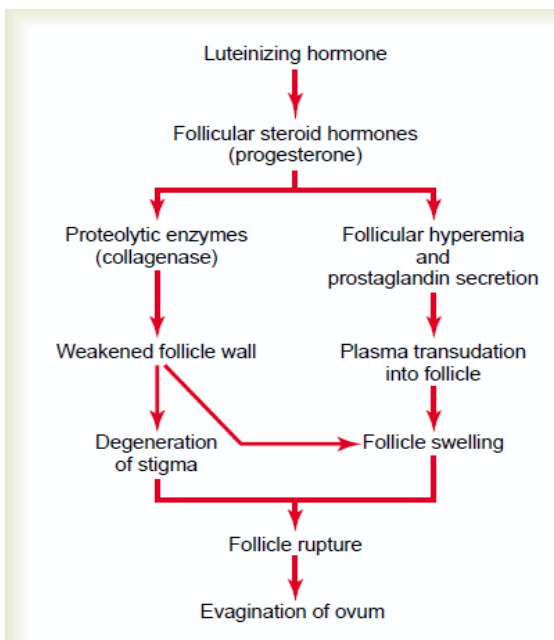 Luteinizing hormone
Follicular steroid hormones
(progesterone)
Proteolytic enzymes
(collagenase)
Follicular hyperemia
and
prostaglandin secretion
Weakened follicle wall
Plasma transudation
into follicle
Degeneration
of stigma
Follicle swelling
Follicle rupture
Evagination of ovum